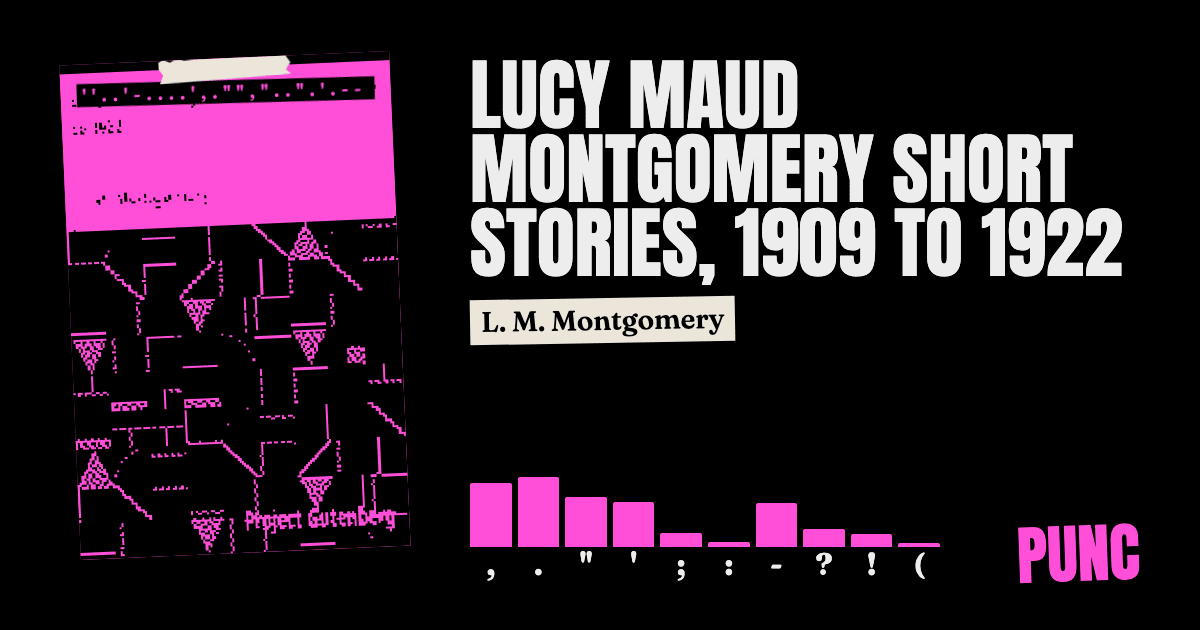 LUCY MAUD
MONTGOMERY SHORT
STORIES, 1909 TO 1922
L. M. Montgomery
Project Gutenberg
, . " ' ; : - ? ! (
PUNC